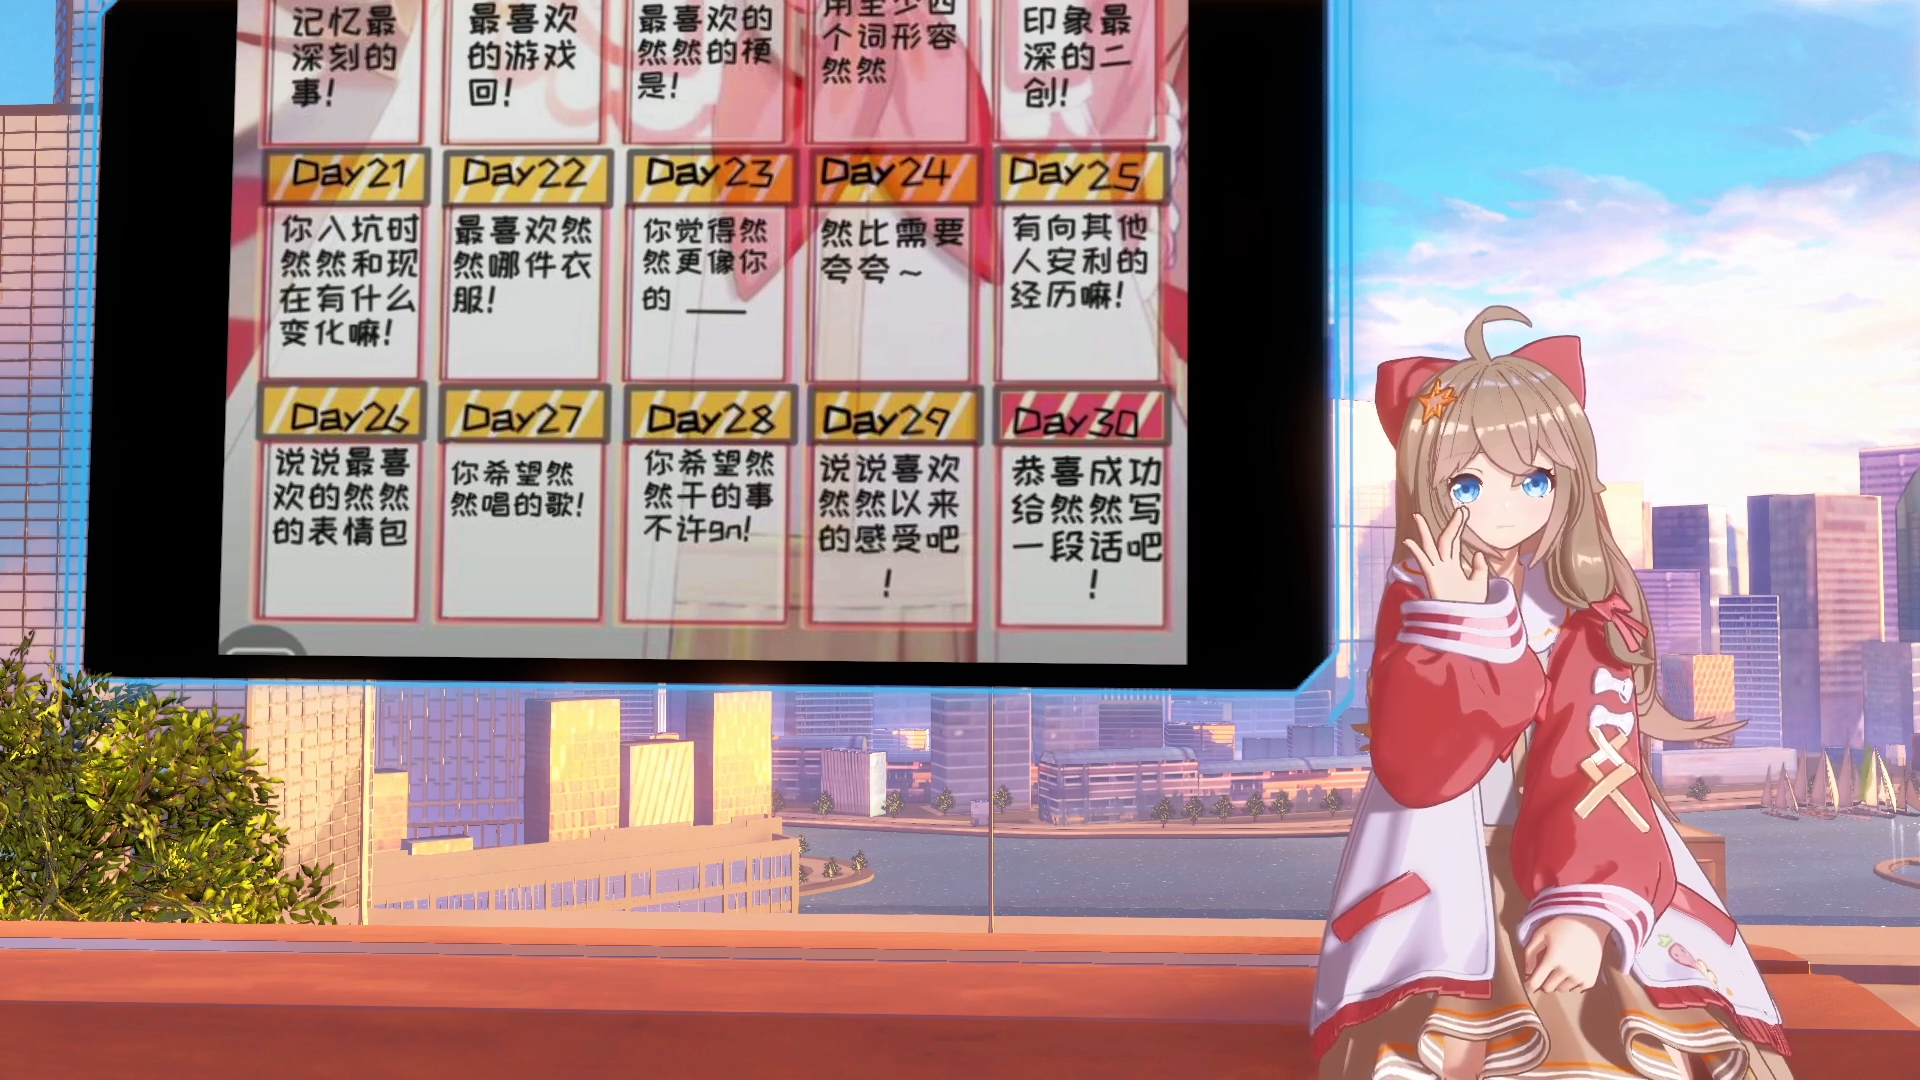 记忆最
深刻的
事!
最喜欢
的游戏
回!
最喜欢的
然然的梗
是!
用至少四
个词形容
然然
印象最
深的二
创!
Day21
你入坑时
然然和现
在有什么
变化嘛!
Day22
最喜欢然
然哪件衣
服!
Day23
你觉得然
然更像你
的 ___
Day24
然比需要
夸夸~
Day25
有向其他
人安利的
经历嘛!
Day26
说说最喜
欢的然然
的表情包
Day27
你希望然
然唱的歌!
Day28
你希望然
然干的事
不许gn!
Day29
说说喜欢
然然以来
的感受吧
!
Day30
恭喜成功
给然然写
一段话吧
!